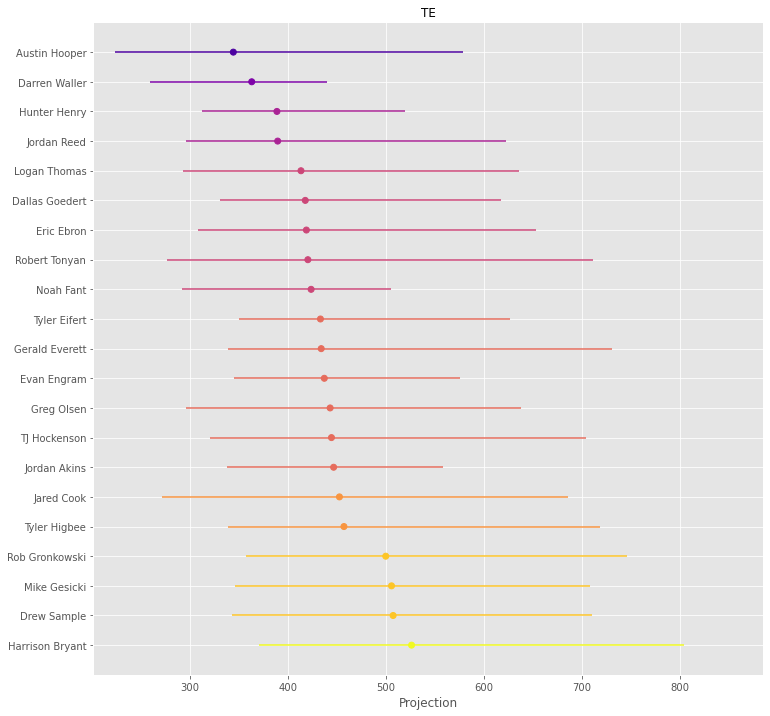 TE
Austin Hooper
Darren Waller
Hunter Henry
Jordan Reed
Logan Thomas
Dallas Goedert
Eric Ebron
Robert Tonyan
Noah Fant
Tyler Eifert
Gerald Everett
Evan Engram
Greg Olsen
TJ Hockenson
Jordan Akins
Jared Cook
Tyler Higbee
Rob Gronkowski
Mike Gesicki
Drew Sample
Harrison Bryant
300 400 500 600 700 800
Projection